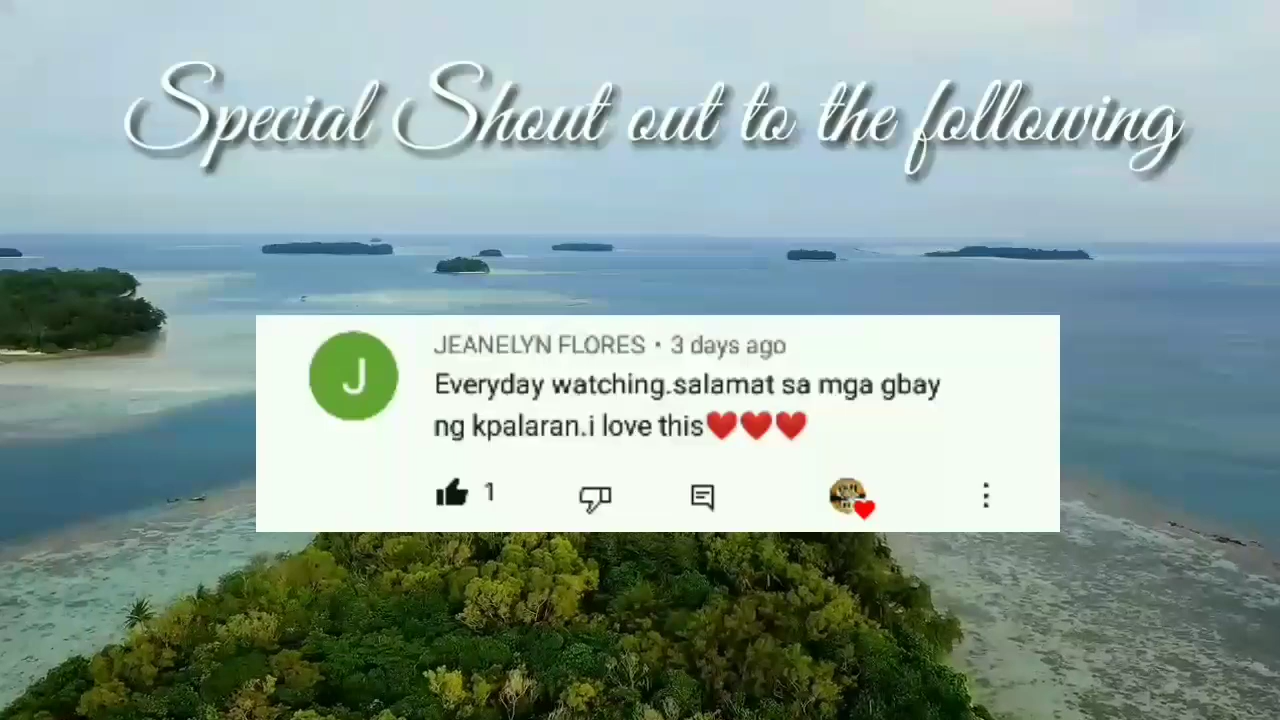 Special Shout out to the following
J
JEANELYN FLORES • 3 days ago
Everyday watching.salamat sa mga gbay
ng kpalaran.i love this❤️❤️❤️
1